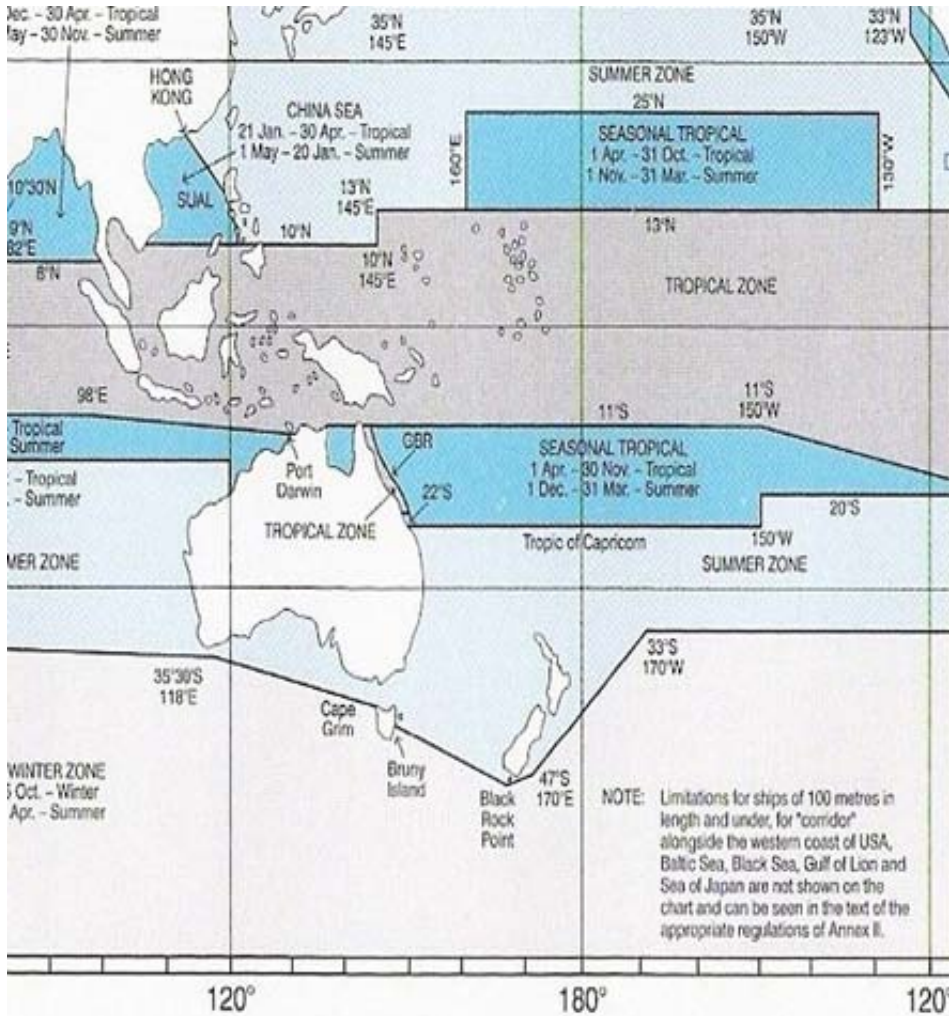 Dec. - 30 Apr. - Tropical
May - 30 Nov. - Summer
35°N
145°E
35°N
150°W
33°N
123°W
HONG
KONG
SUMMER ZONE
CHINA SEA
21 Jan. - 30 Apr. - Tropical
1 May - 20 Jan. - Summer
25°N
160°E
SEASONAL TROPICAL
1 Apr. - 31 Oct. - Tropical
1 Nov. - 31 Mar. - Summer
130°W
10°30'N
SUAL
13°N
145°E
9°N
82°E
8°N
10°N
13°N
10°N
145°E
TROPICAL ZONE
98°E
11°S
11°S
150°W
Tropical
Summer
GBR
SEASONAL TROPICAL
1 Apr. - 30 Nov. - Tropical
1 Dec. - 31 Mar. - Summer
Port
Darwin
- Tropical
- Summer
22°S
20°S
TROPICAL ZONE
Tropic of Capricorn
150°W
MER ZONE
SUMMER ZONE
35°30'S
118°E
33°S
170°W
Cape
Grim
Bruny
Island
47°S
170°E
Black
Rock
Point
WINTER ZONE
Oct. - Winter
Apr. - Summer
NOTE: Limitations for ships of 100 metres in
length and under, for "corridor"
alongside the western coast of USA,
Baltic Sea, Black Sea, Gulf of Lion and
Sea of Japan are not shown on the
chart and can be seen in the text of the
appropriate regulations of Annex II.
120° 180° 120°